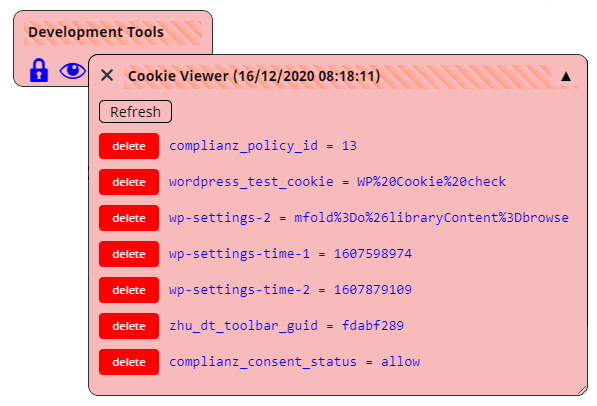 Development Tools
Cookie Viewer (16/12/2020 08:18:11)
Refresh
delete complianz_policy_id = 13
delete wordpress_test_cookie = WP%20Cookie%20check
delete wp-settings-2 = mfold%3Do%26libraryContent%3Dbrowse
delete wp-settings-time-1 = 1607598974
delete wp-settings-time-2 = 1607879109
delete zhu_dt_toolbar_guid = fdabf289
delete complianz_consent_status = allow